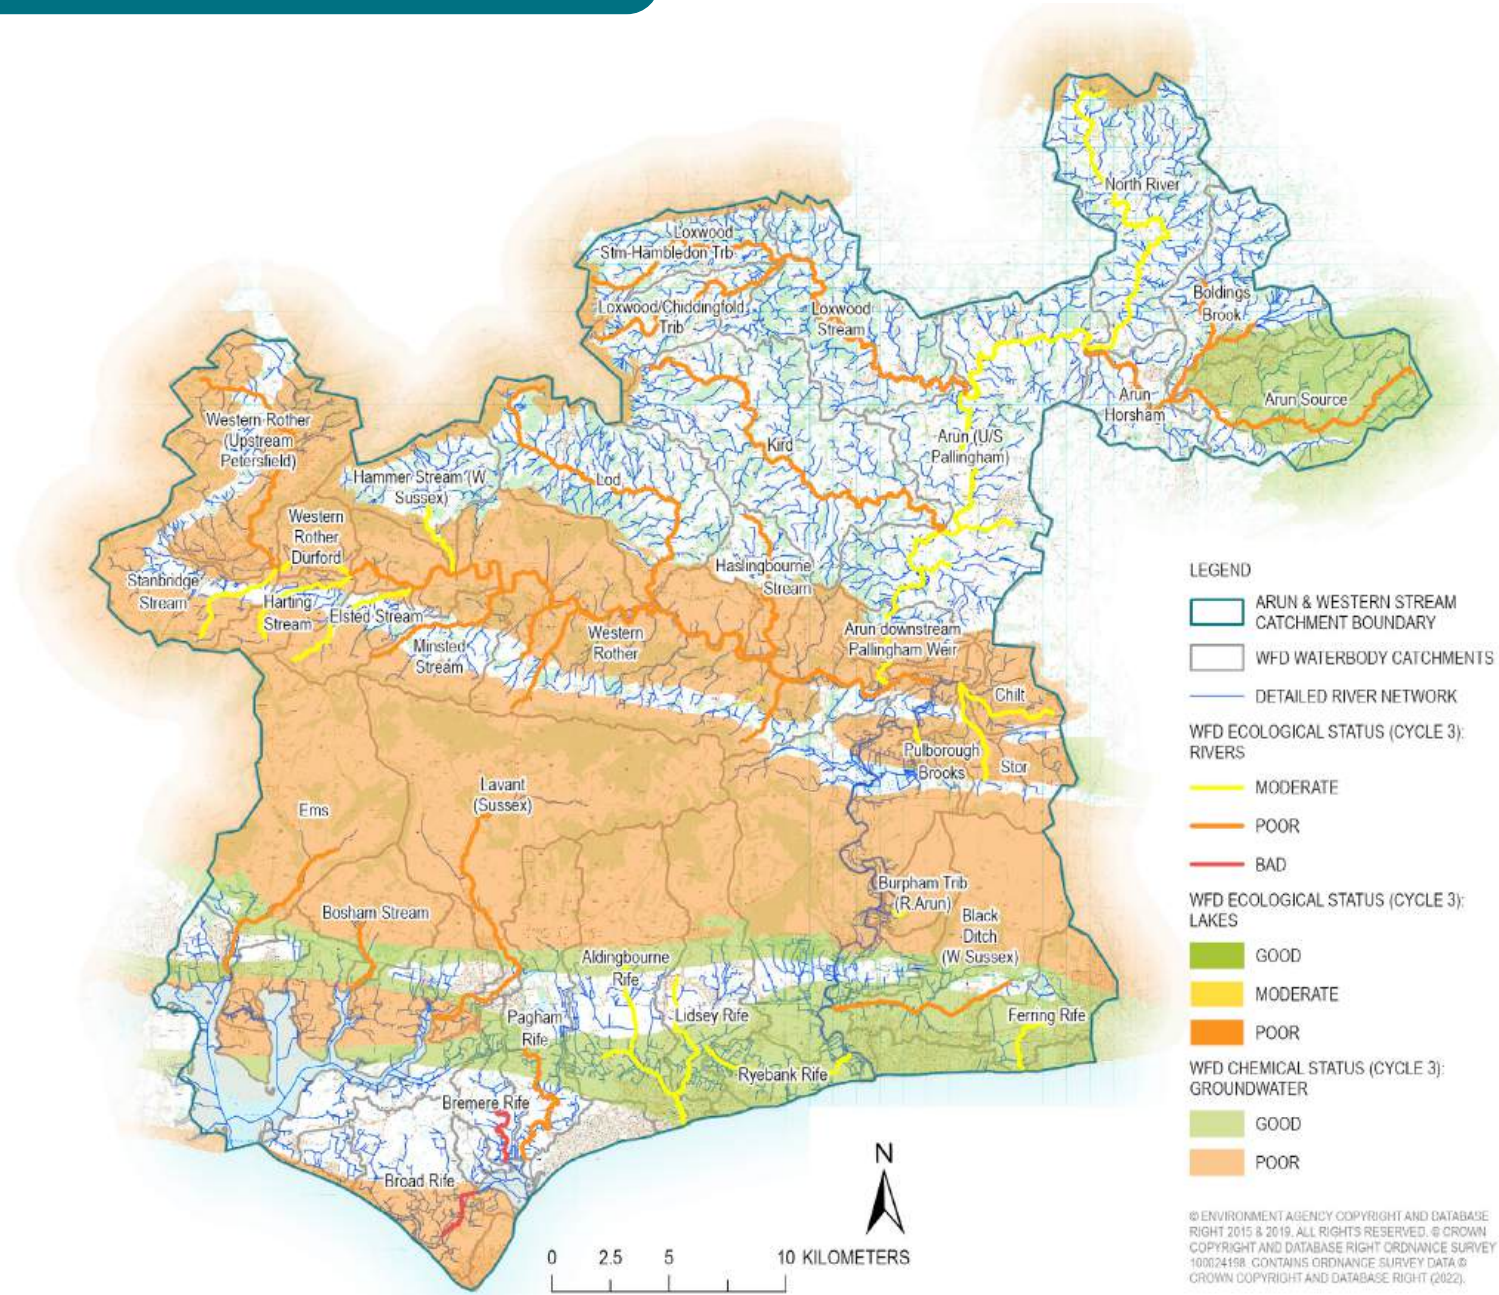 North River
Loxwood
Stm-Hambledon Trb
Loxwood/Chiddingfold
Trib
Loxwood
Stream
Boldings
Brook
Arun
Horsham
Arun Source
Western Rother
(Upstream
Petersfield)
Kird
Arun (U/S
Pallingham)
Hammer Stream (W
Sussex)
Lod
Western
Rother
Durford
Haslingbourne
Stream
Stanbridge
Stream
Harting
Stream
Elsted Stream
Minsted
Stream
Western
Rother
Arun downstream
Pallingham Weir
Chilt
Pulborough
Brooks
Stor
Lavant
(Sussex)
Ems
Burpham Trib
(R.Arun)
Bosham Stream
Black
Ditch
(W Sussex)
Aldingbourne
Rife
Pagham
Rife
Lidsey Rife
Ferring Rife
Ryebank Rife
Bremere Rife
Broad Rife
N
0 2.5 5 10 KILOMETERS
LEGEND
ARUN & WESTERN STREAM
CATCHMENT BOUNDARY
WFD WATERBODY CATCHMENTS
DETAILED RIVER NETWORK
WFD ECOLOGICAL STATUS (CYCLE 3):
RIVERS
MODERATE
POOR
BAD
WFD ECOLOGICAL STATUS (CYCLE 3):
LAKES
GOOD
MODERATE
POOR
WFD CHEMICAL STATUS (CYCLE 3):
GROUNDWATER
GOOD
POOR
© ENVIRONMENT AGENCY COPYRIGHT AND DATABASE
RIGHT 2015 & 2019. ALL RIGHTS RESERVED. © CROWN
COPYRIGHT AND DATABASE RIGHT ORDNANCE SURVEY
100024198. CONTAINS ORDNANCE SURVEY DATA ©
CROWN COPYRIGHT AND DATABASE RIGHT (2022).